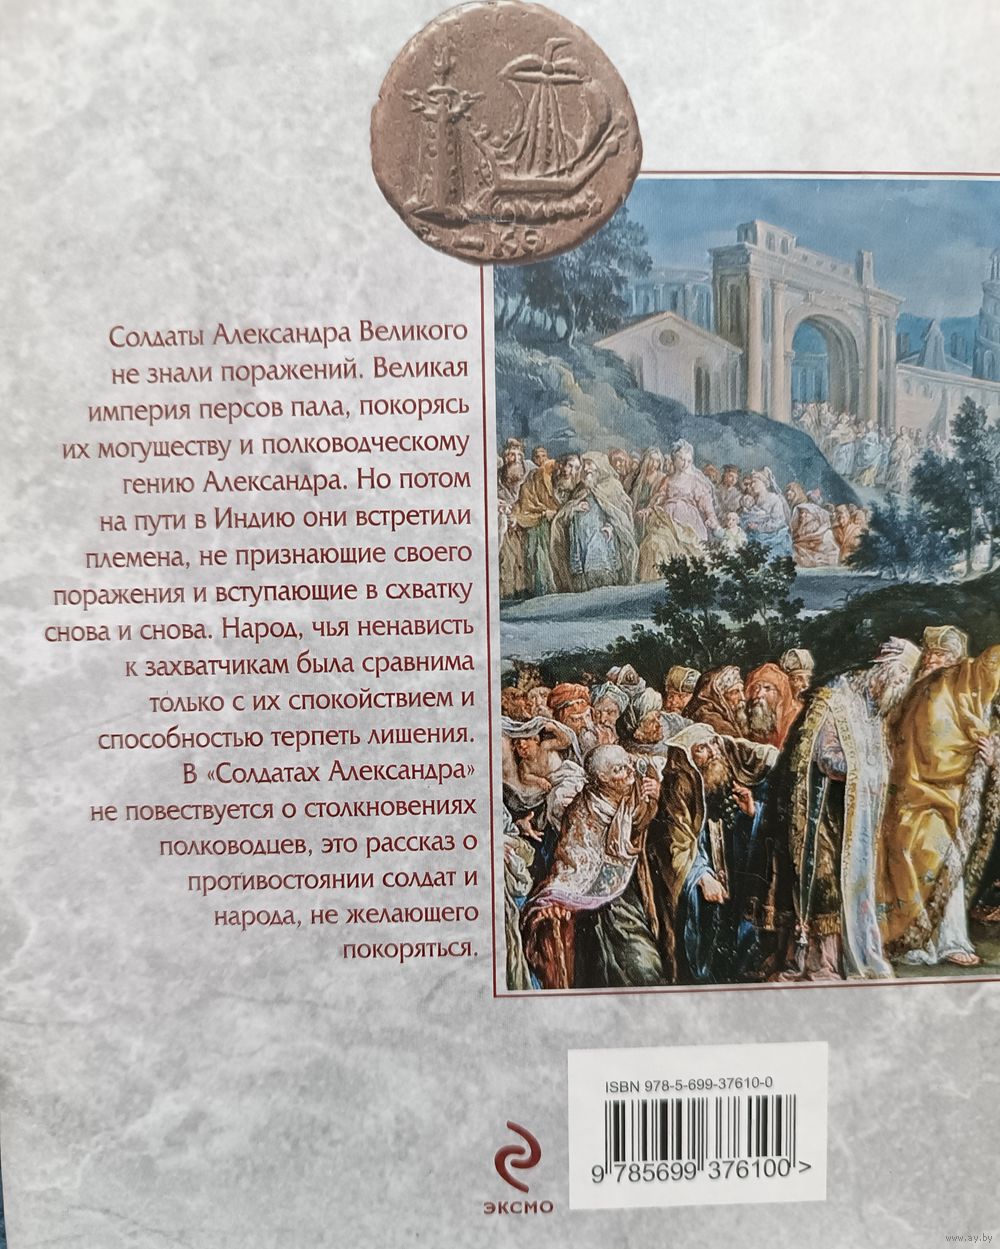 ΚΘ
Солдаты Александра Великого
не знали поражений. Великая
империя персов пала, покорясь
их могуществу и полководческому
гению Александра. Но потом
на пути в Индию они встретили
племена, не признающие своего
поражения и вступающие в схватку
снова и снова. Народ, чья ненависть
к захватчикам была сравнима
только с их спокойствием и
способностью терпеть лишения.
В «Солдатах Александра»
не повествуется о столкновениях
полководцев, это рассказ о
противостоянии солдат и
народа, не желающего
покоряться.
ISBN 978-5-699-37610-0
9 785699 376100 >
ЭКСМО
www.ay.by